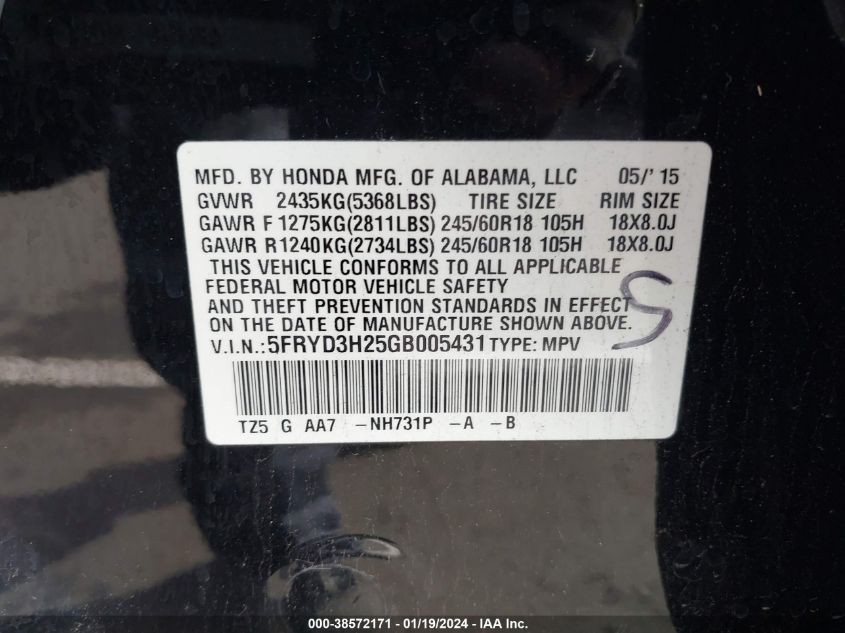 MFD. BY HONDA MFG. OF ALABAMA, LLC 05/' 15
GVWR 2435KG(5368LBS) TIRE SIZE RIM SIZE
GAWR F 1275KG(2811LBS) 245/60R18 105H 18X8.0J
GAWR R1240KG(2734LBS) 245/60R18 105H 18X8.0J
THIS VEHICLE CONFORMS TO ALL APPLICABLE
FEDERAL MOTOR VEHICLE SAFETY
AND THEFT PREVENTION STANDARDS IN EFFECT
ON THE DATE OF MANUFACTURE SHOWN ABOVE.
5
V.I.N.: 5FRYD3H25GB005431 TYPE: MPV
TZ5 G AA7 -NH731P -A -B
000-38572171 - 01/19/2024 - IAA Inc.